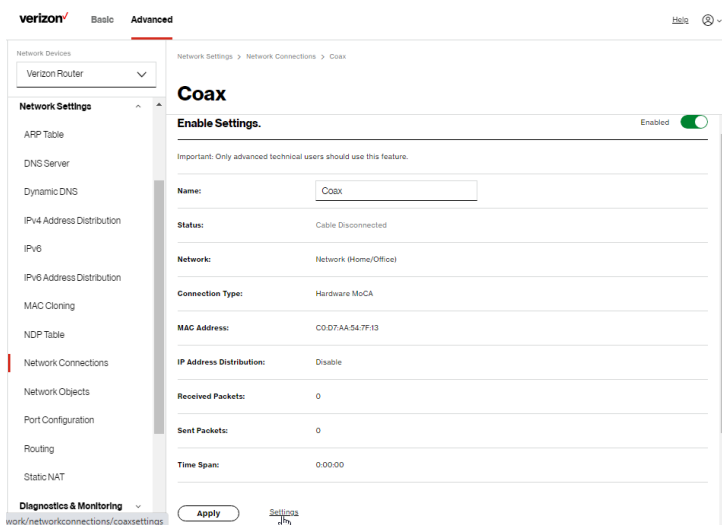 verizon✓ Basic Advanced Help
Network Devices
Verizon Router
Network Settings
ARP Table
DNS Server
Dynamic DNS
IPv4 Address Distribution
IPv6
IPv6 Address Distribution
MAC Cloning
NDP Table
Network Connections
Network Objects
Port Configuration
Routing
Static NAT
Diagnostics & Monitoring
work/networkconnections/coaxsettings
Network Settings > Network Connections > Coax
Coax
Enable Settings. Enabled
Important: Only advanced technical users should use this feature.
Name: Coax
Status: Cable Disconnected
Network: Network (Home/Office)
Connection Type: Hardware MoCA
MAC Address: C0:D7:AA:54:7F:13
IP Address Distribution: Disable
Received Packets: 0
Sent Packets: 0
Time Span: 0:00:00
Apply Settings